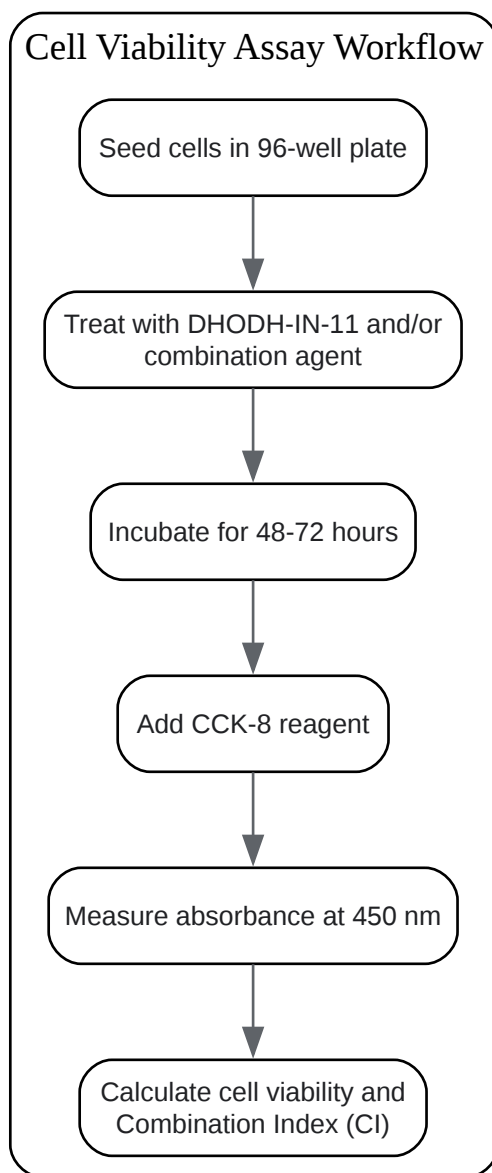 Cell Viability Assay Workflow
Seed cells in 96-well plate
Treat with DHODH-IN-11 and/or
combination agent
Incubate for 48-72 hours
Add CCK-8 reagent
Measure absorbance at 450 nm
Calculate cell viability and
Combination Index (CI)